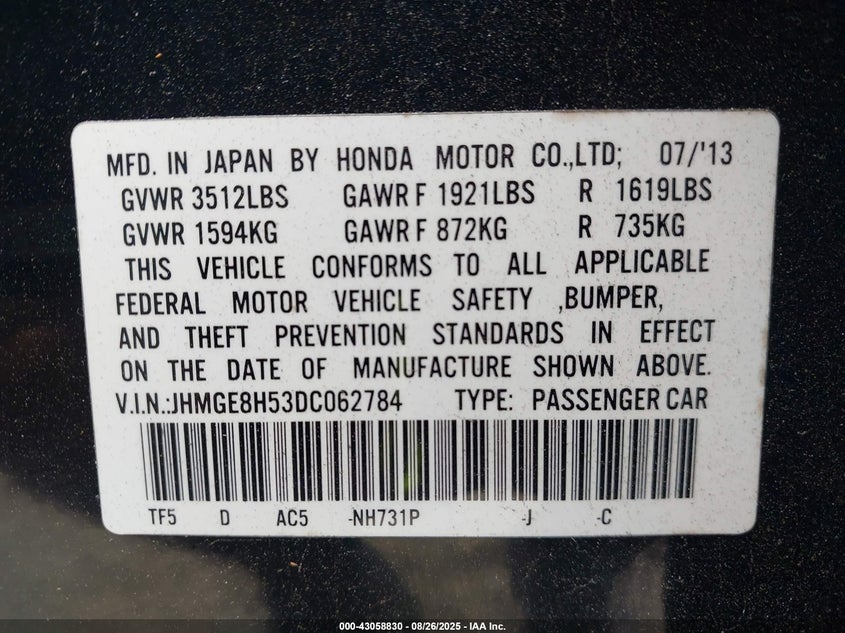 MFD. IN JAPAN BY HONDA MOTOR CO.,LTD; 07/'13
GVWR 3512LBS GAWR F 1921LBS R 1619LBS
GVWR 1594KG GAWR F 872KG R 735KG
THIS VEHICLE CONFORMS TO ALL APPLICABLE
FEDERAL MOTOR VEHICLE SAFETY ,BUMPER,
AND THEFT PREVENTION STANDARDS IN EFFECT
ON THE DATE OF MANUFACTURE SHOWN ABOVE.
V.I.N.:JHMGE8H53DC062784 TYPE: PASSENGER CAR
TF5 D AC5 -NH731P -J -C
000-43058830 - 08/26/2025 - IAA Inc.